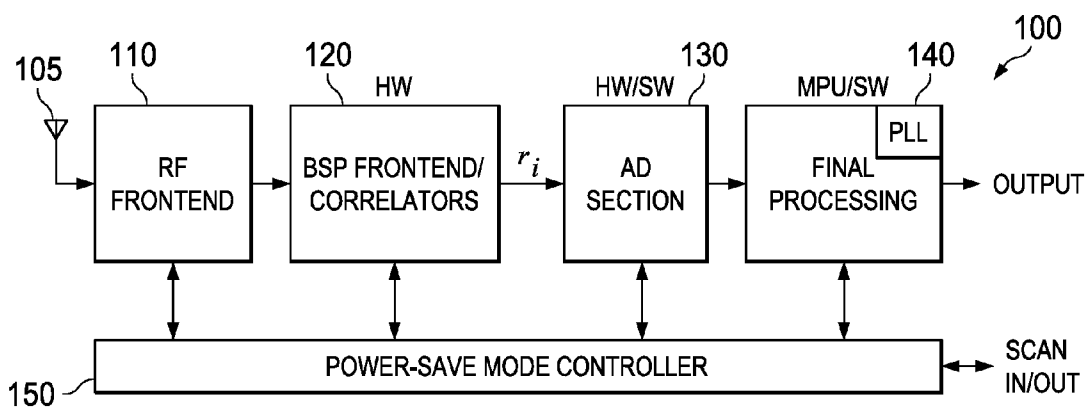 100
105
110
120
HW
HW/SW
130
MPU/SW
140
PLL
RF
FRONTEND
BSP FRONTEND/
CORRELATORS
r_i
AD
SECTION
FINAL
PROCESSING
OUTPUT
POWER-SAVE MODE CONTROLLER
SCAN
IN/OUT
150